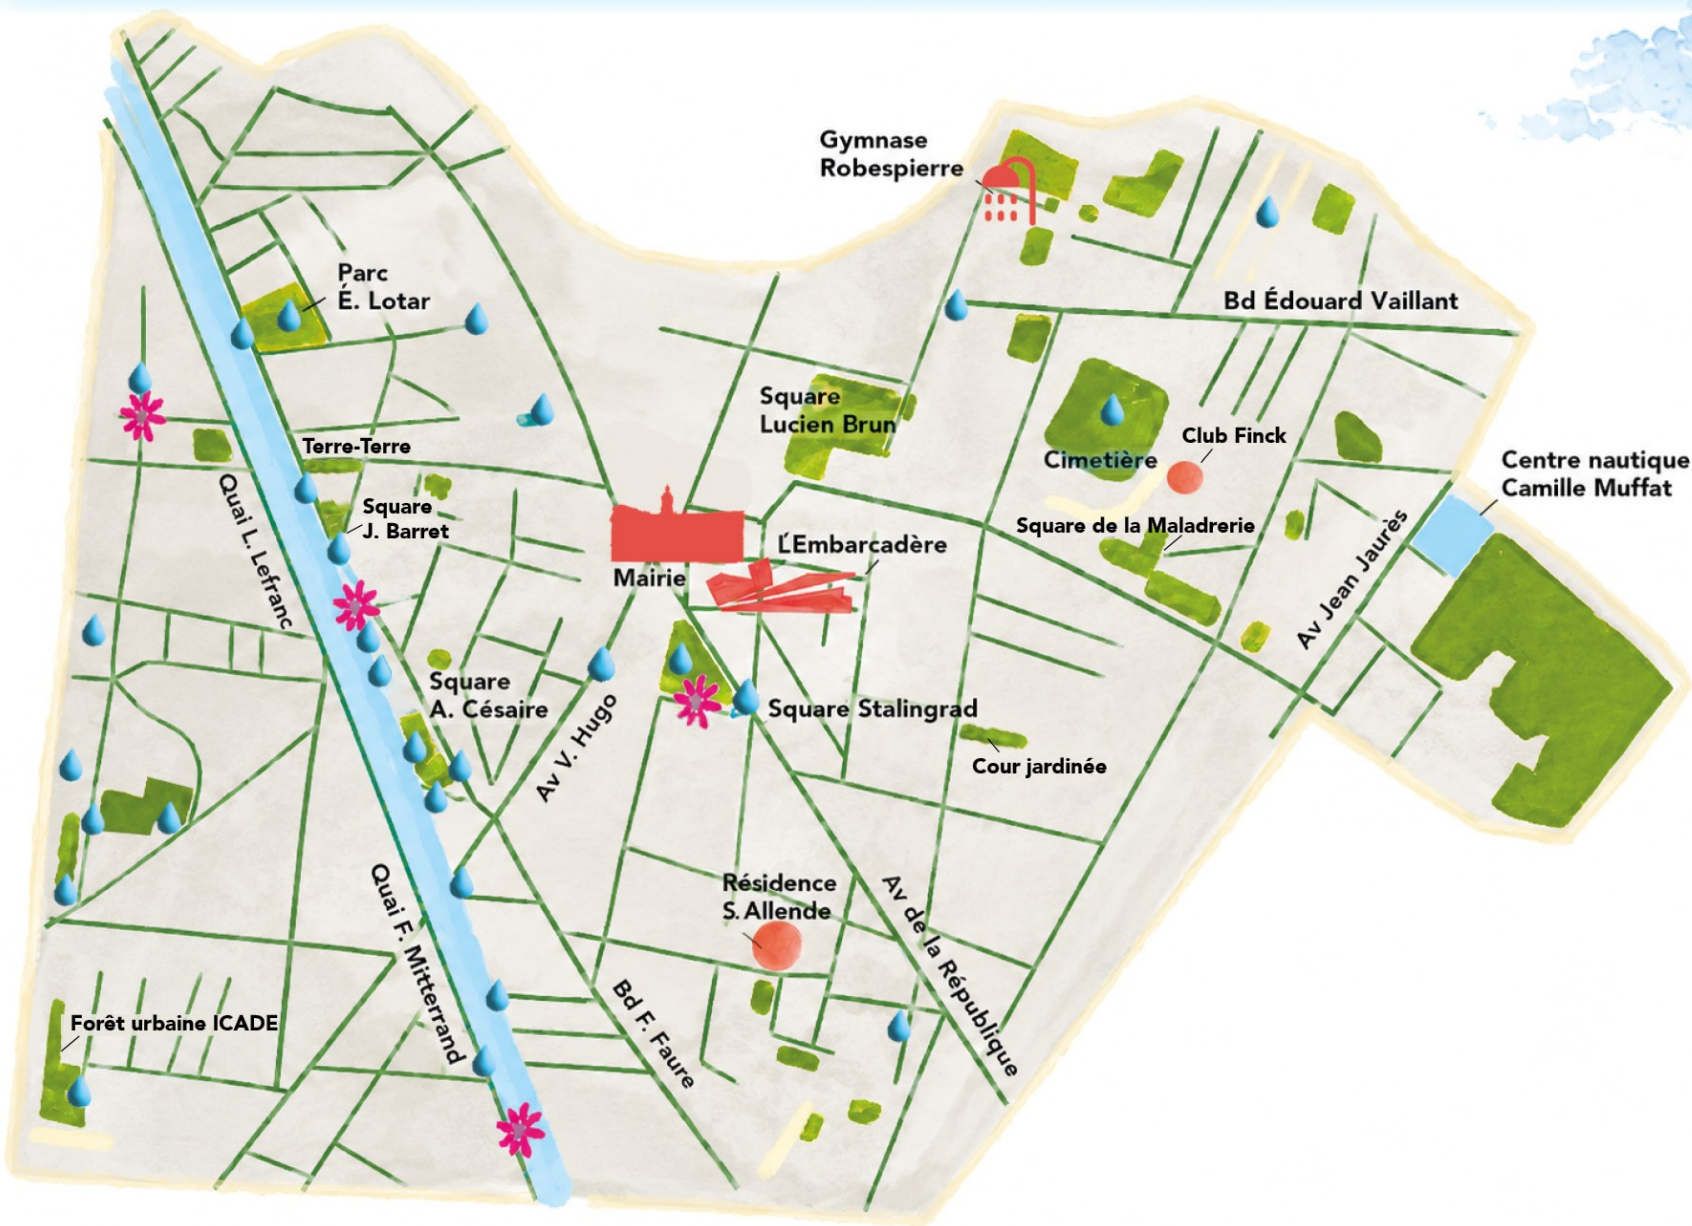 Gymnase
Robespierre
Parc
É. Lotar
Bd Édouard Vaillant
Square
Lucien Brun
Terre-Terre
Club Finck
Cimetière
Centre nautique
Camille Muffat
Quai L. Lefranc
Square
J. Barret
Square de la Maladrerie
L'Embarcadère
Mairie
Av Jean Jaurès
Square
A. Césaire
Av V. Hugo
Square Stalingrad
Cour jardinée
Quai F. Mitterrand
Résidence
S. Allende
Av de la République
Bd F. Faure
Forêt urbaine ICADE